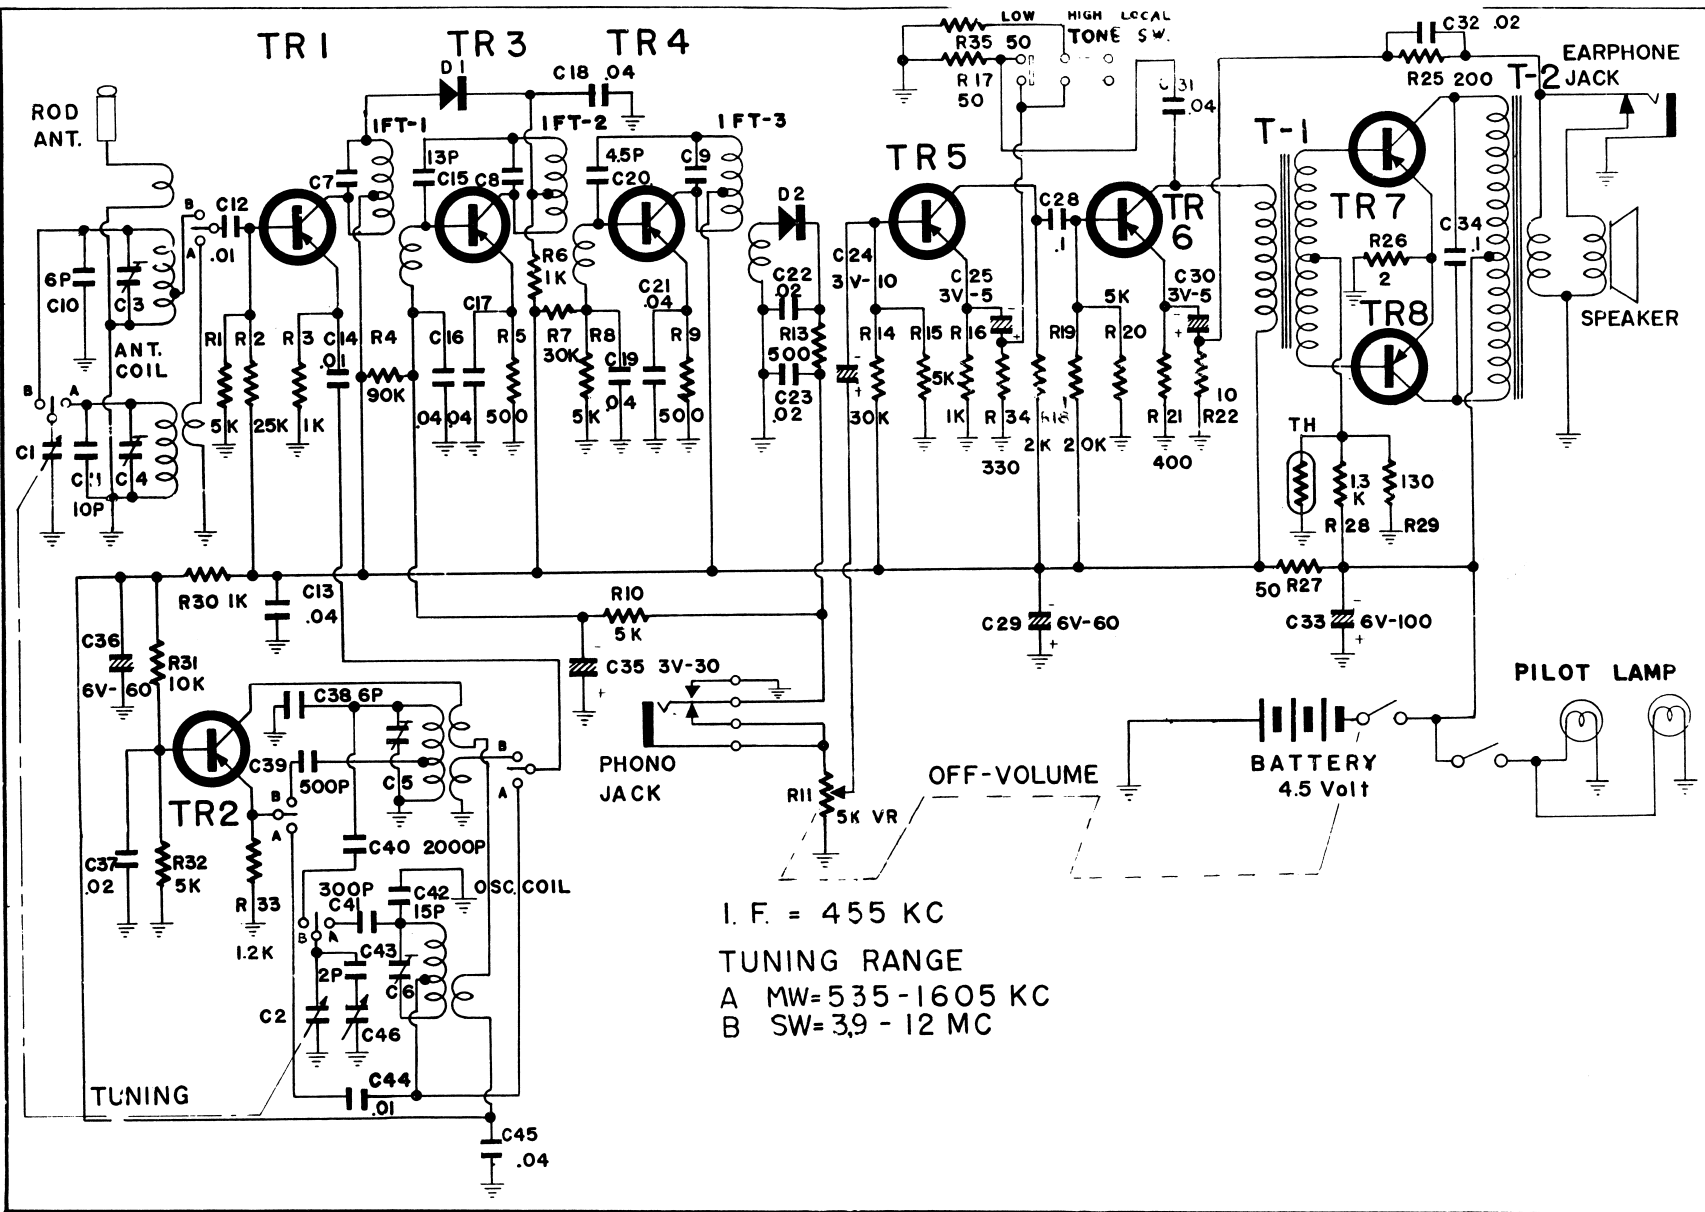 TR1
TR3
TR4
LOW HIGH LOCAL
TONE SW.
C32 .02
R25 200
EARPHONE
JACK
T-2
D1
C18 .04
R35 50
R17
50
C31
.04
ROD
ANT.
IFT-1
IFT-2
IFT-3
T-1
TR5
TR
6
TR7
TR8
C7
13P
C15
C8
4.5P
C20
C9
D2
C28
.1
B
A
C12
.01
6P
C10
C3
ANT.
COIL
R6
1K
C21
.04
C22
.02
C24
3V-10
C25
3V-5
C30
3V-5
R26
2
C34
.1
SPEAKER
R1
R2
R3
C14
.01
R4
90K
C16
C17
R5
R7
30K
R8
C19
.04
R9
R13
500
C23
.02
R14
R15
R16
R19
5K
R20
5K
25K
1K
.04
.04
500
5K
500
30K
5K
1K
R34
330
R18
2K
20K
R21
400
10
R22
TH
1.3
K
R28
130
R29
B
A
C1
C11
10P
C4
R30 1K
C13
.04
R10
5K
C29
6V-60
50
R27
C33
6V-100
C36
6V-60
R31
10K
C35 3V-30
PILOT LAMP
C38
6P
C39
500P
C5
B
A
TR2
B
A
PHONO
JACK
R11
5K VR
OFF-VOLUME
BATTERY
4.5 Volt
C37
.02
R32
5K
R33
1.2K
C40 2000P
300P
C41
C42
15P
OSC. COIL
B
A
2P
C43
C6
C2
C46
C44
.01
TUNING
C45
.04
I. F. = 455 KC
TUNING RANGE
A MW=535-1605 KC
B SW=3,9-12 MC